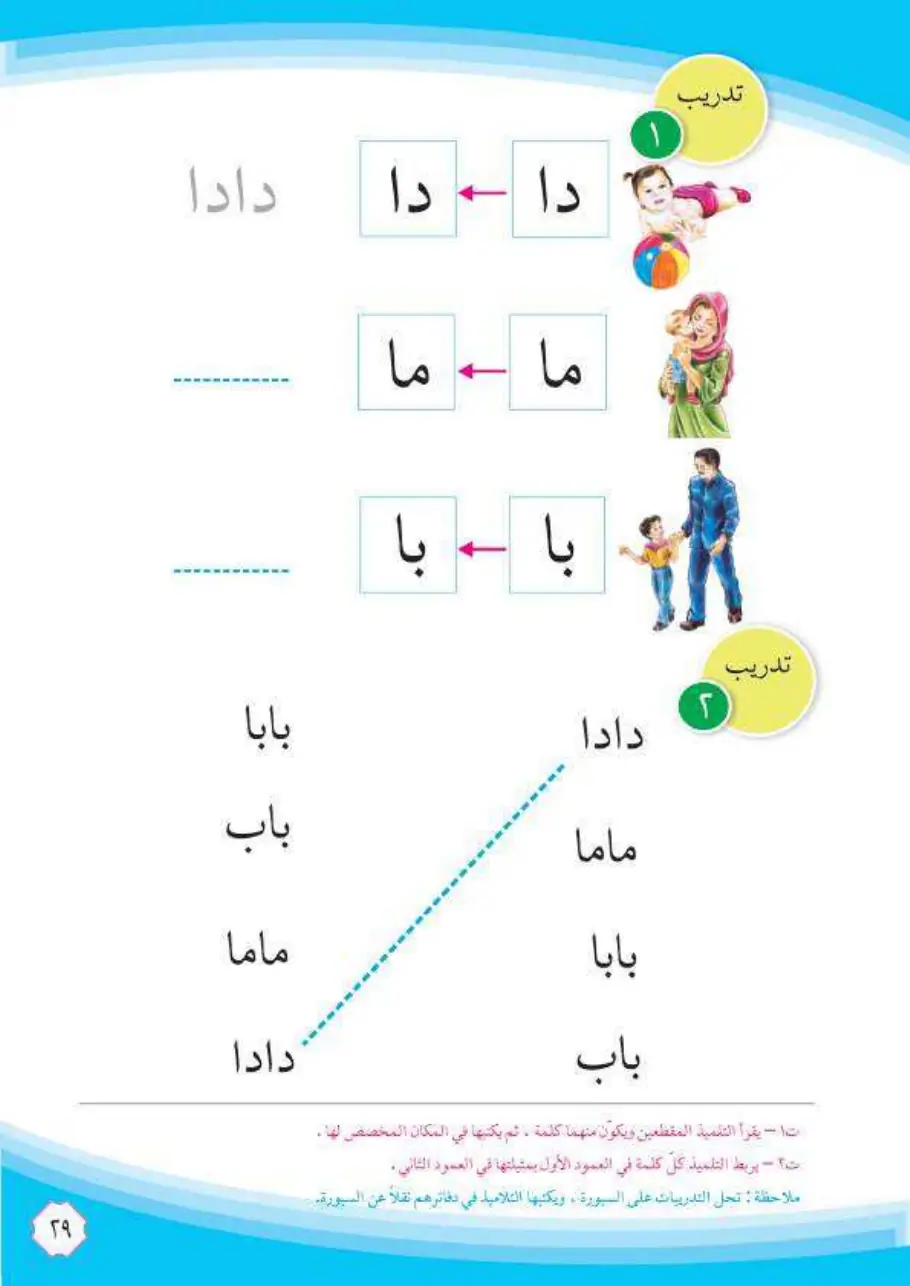 تدريب
١
دا دا دادا
ما ما
با با
تدريب
٢
دادا بابا
ماما باب
بابا ماما
باب دادا
ت١ – يقرأ التلميذ المقطعين ويكوّن منهما كلمة ، ثم يكتبها في المكان المخصص لها .
ت٢ – يربط التلميذ كلّ كلمة في العمود الأول بمثيلتها في العمود الثاني .
ملاحظة : تحل التدريبات على السبورة ، ويكتبها التلاميذ في دفاترهم نقلاً عن السبورة.
٢٩